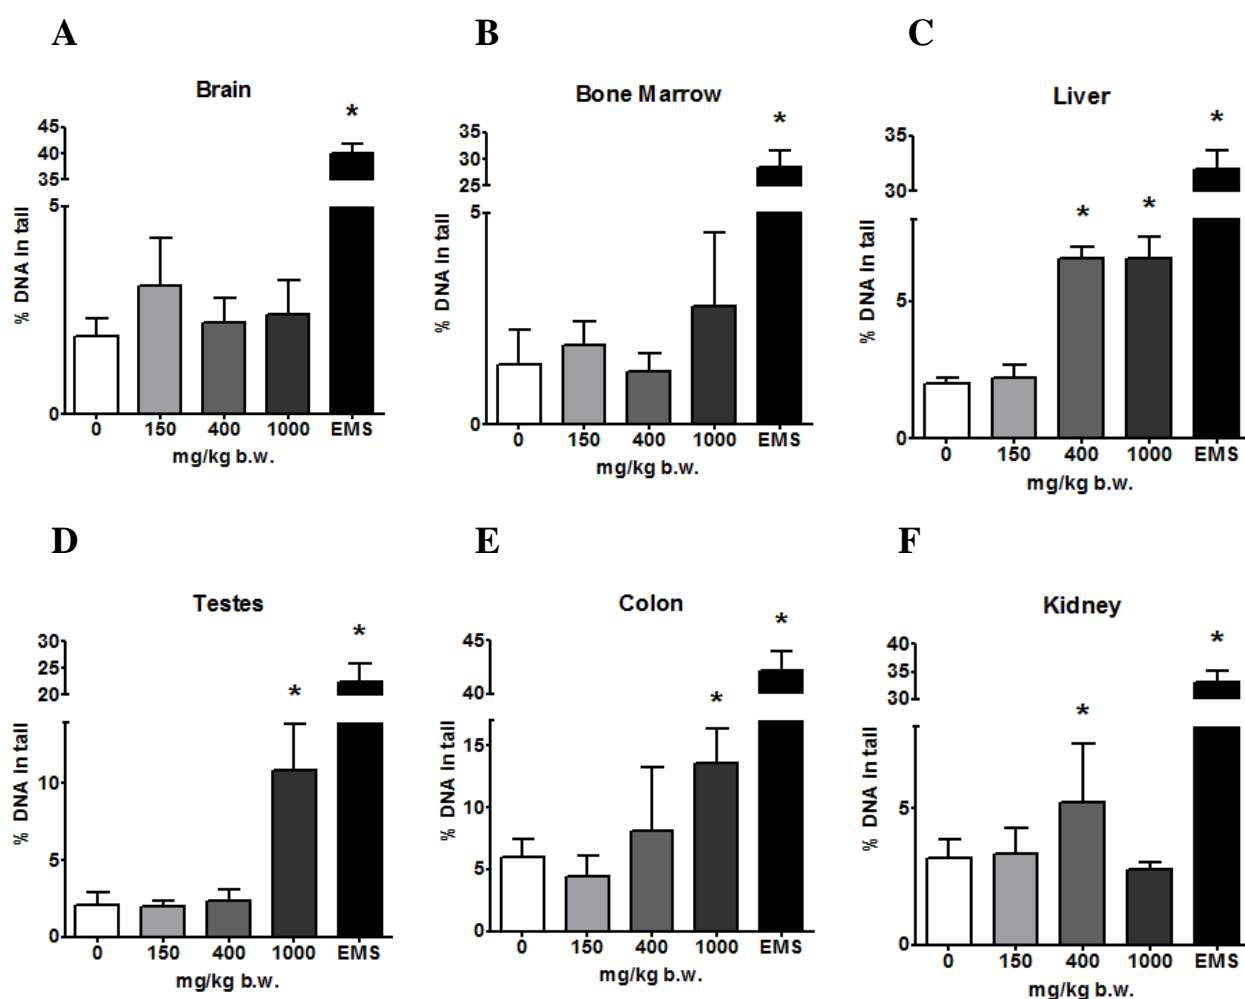 A
Brain
*
45
40
35
5
0
% DNA in tail
0 150 400 1000 EMS
mg/kg b.w.
B
Bone Marrow
*
35
30
25
5
0
% DNA in tail
0 150 400 1000 EMS
mg/kg b.w.
C
Liver
*
35
30
* *
5
0
% DNA in tail
0 150 400 1000 EMS
mg/kg b.w.
D
Testes
*
30
25
20
*
10
5
0
% DNA in tail
0 150 400 1000 EMS
mg/kg b.w.
E
Colon
*
45
40
*
15
10
5
0
% DNA in tail
0 150 400 1000 EMS
mg/kg b.w.
F
Kidney
*
40
35
30
*
5
0
% DNA in tail
0 150 400 1000 EMS
mg/kg b.w.